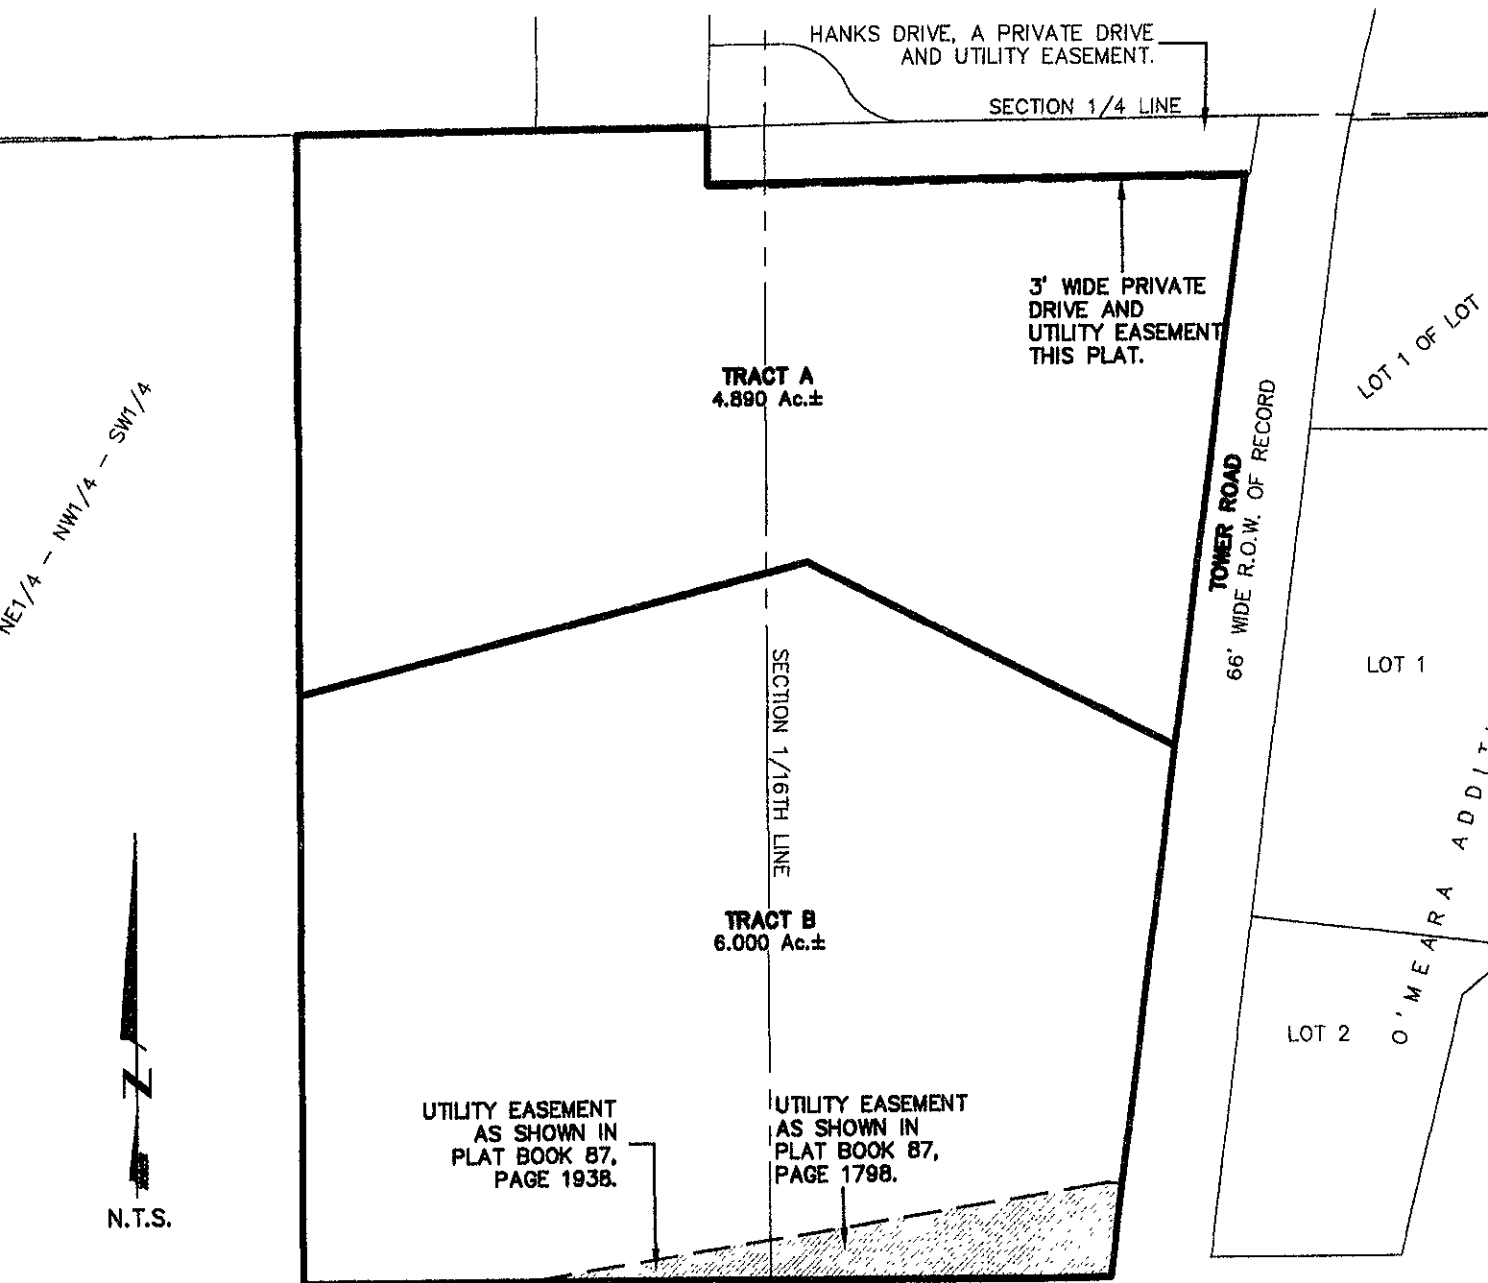 HANKS DRIVE, A PRIVATE DRIVE
AND UTILITY EASEMENT.
SECTION 1/4 LINE
3' WIDE PRIVATE
DRIVE AND
UTILITY EASEMENT
THIS PLAT.
TRACT A
4.890 Ac.±
NE1/4 - NW1/4 - SW1/4
TOWER ROAD
66' WIDE R.O.W. OF RECORD
LOT 1 OF LOT
LOT 1
SECTION 1/16TH LINE
TRACT B
6.000 Ac.±
O'MEARA ADDIT
LOT 2
UTILITY EASEMENT
AS SHOWN IN
PLAT BOOK 87,
PAGE 1938.
UTILITY EASEMENT
AS SHOWN IN
PLAT BOOK 87,
PAGE 1798.
N
N.T.S.